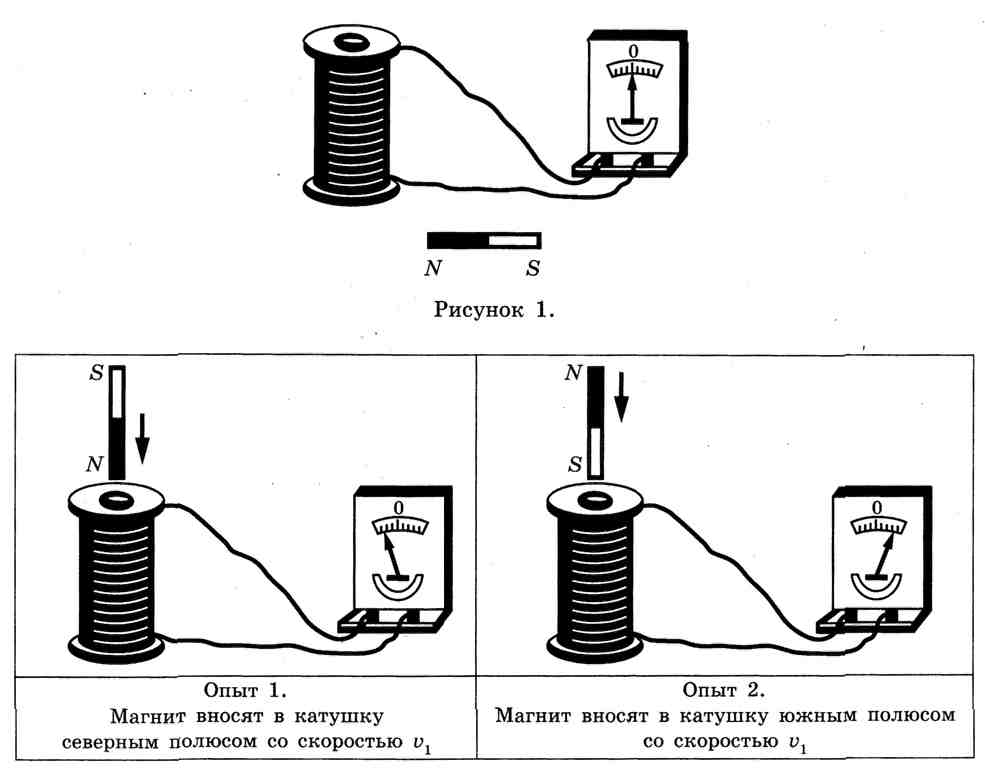 0
N S
Рисунок 1.
S
N
0
N
S
0
Опыт 1.
Магнит вносят в катушку
северным полюсом со скоростью v₁
Опыт 2.
Магнит вносят в катушку южным полюсом
со скоростью v₁